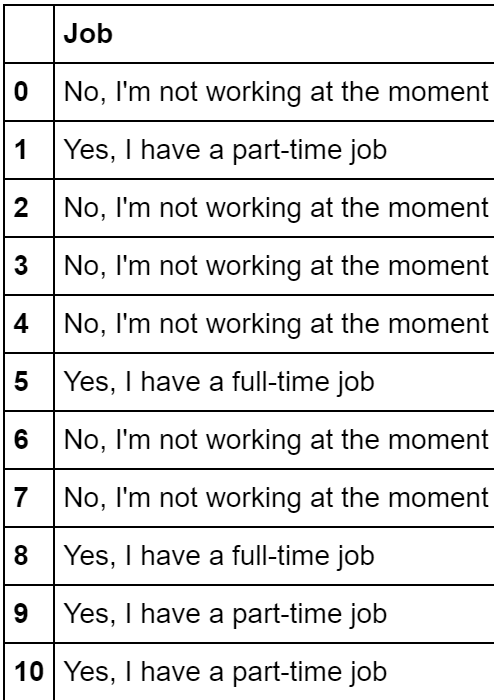 Job
0 No, I'm not working at the moment
1 Yes, I have a part-time job
2 No, I'm not working at the moment
3 No, I'm not working at the moment
4 No, I'm not working at the moment
5 Yes, I have a full-time job
6 No, I'm not working at the moment
7 No, I'm not working at the moment
8 Yes, I have a full-time job
9 Yes, I have a part-time job
10 Yes, I have a part-time job